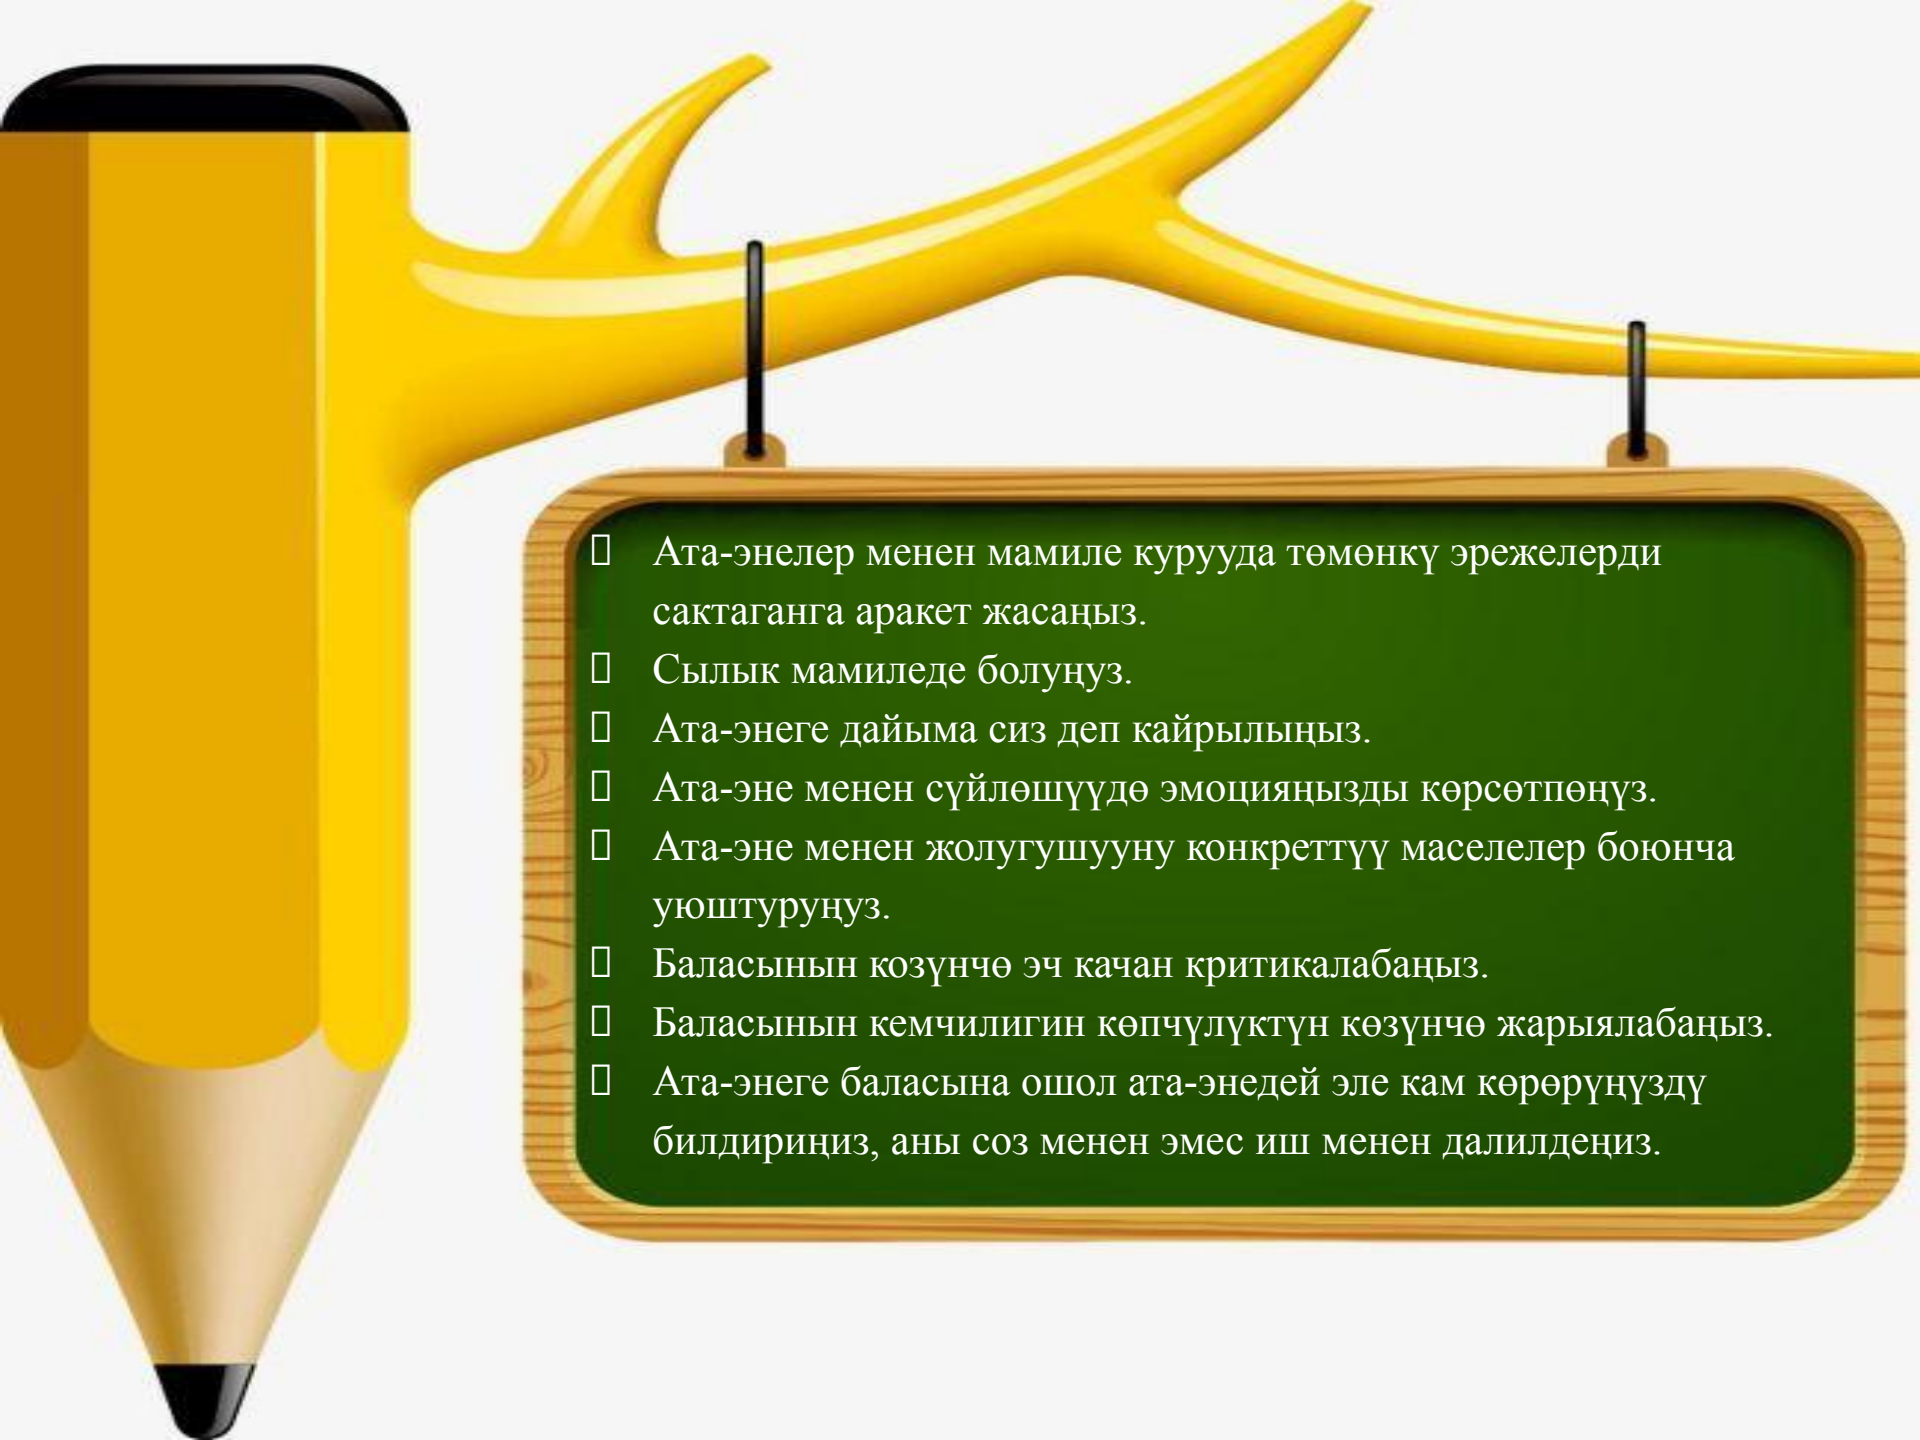 Ата-энелер менен мамиле курууда төмөнкү эрежелерди
сактаганга аракет жасаңыз.
Сылык мамиледе болуңуз.
Ата-энеге дайыма сиз деп кайрылыңыз.
Ата-эне менен сүйлөшүүдө эмоцияңызды көрсөтпөңүз.
Ата-эне менен жолугушууну конкреттүү маселелер боюнча
уюштуруңуз.
Баласынын козүнчө эч качан критикалабаңыз.
Баласынын кемчилигин көпчүлүктүн көзүнчө жарыялабаңыз.
Ата-энеге баласына ошол ата-энедей эле кам көрөрүңүздү
билдириңиз, аны соз менен эмес иш менен далилдеңиз.